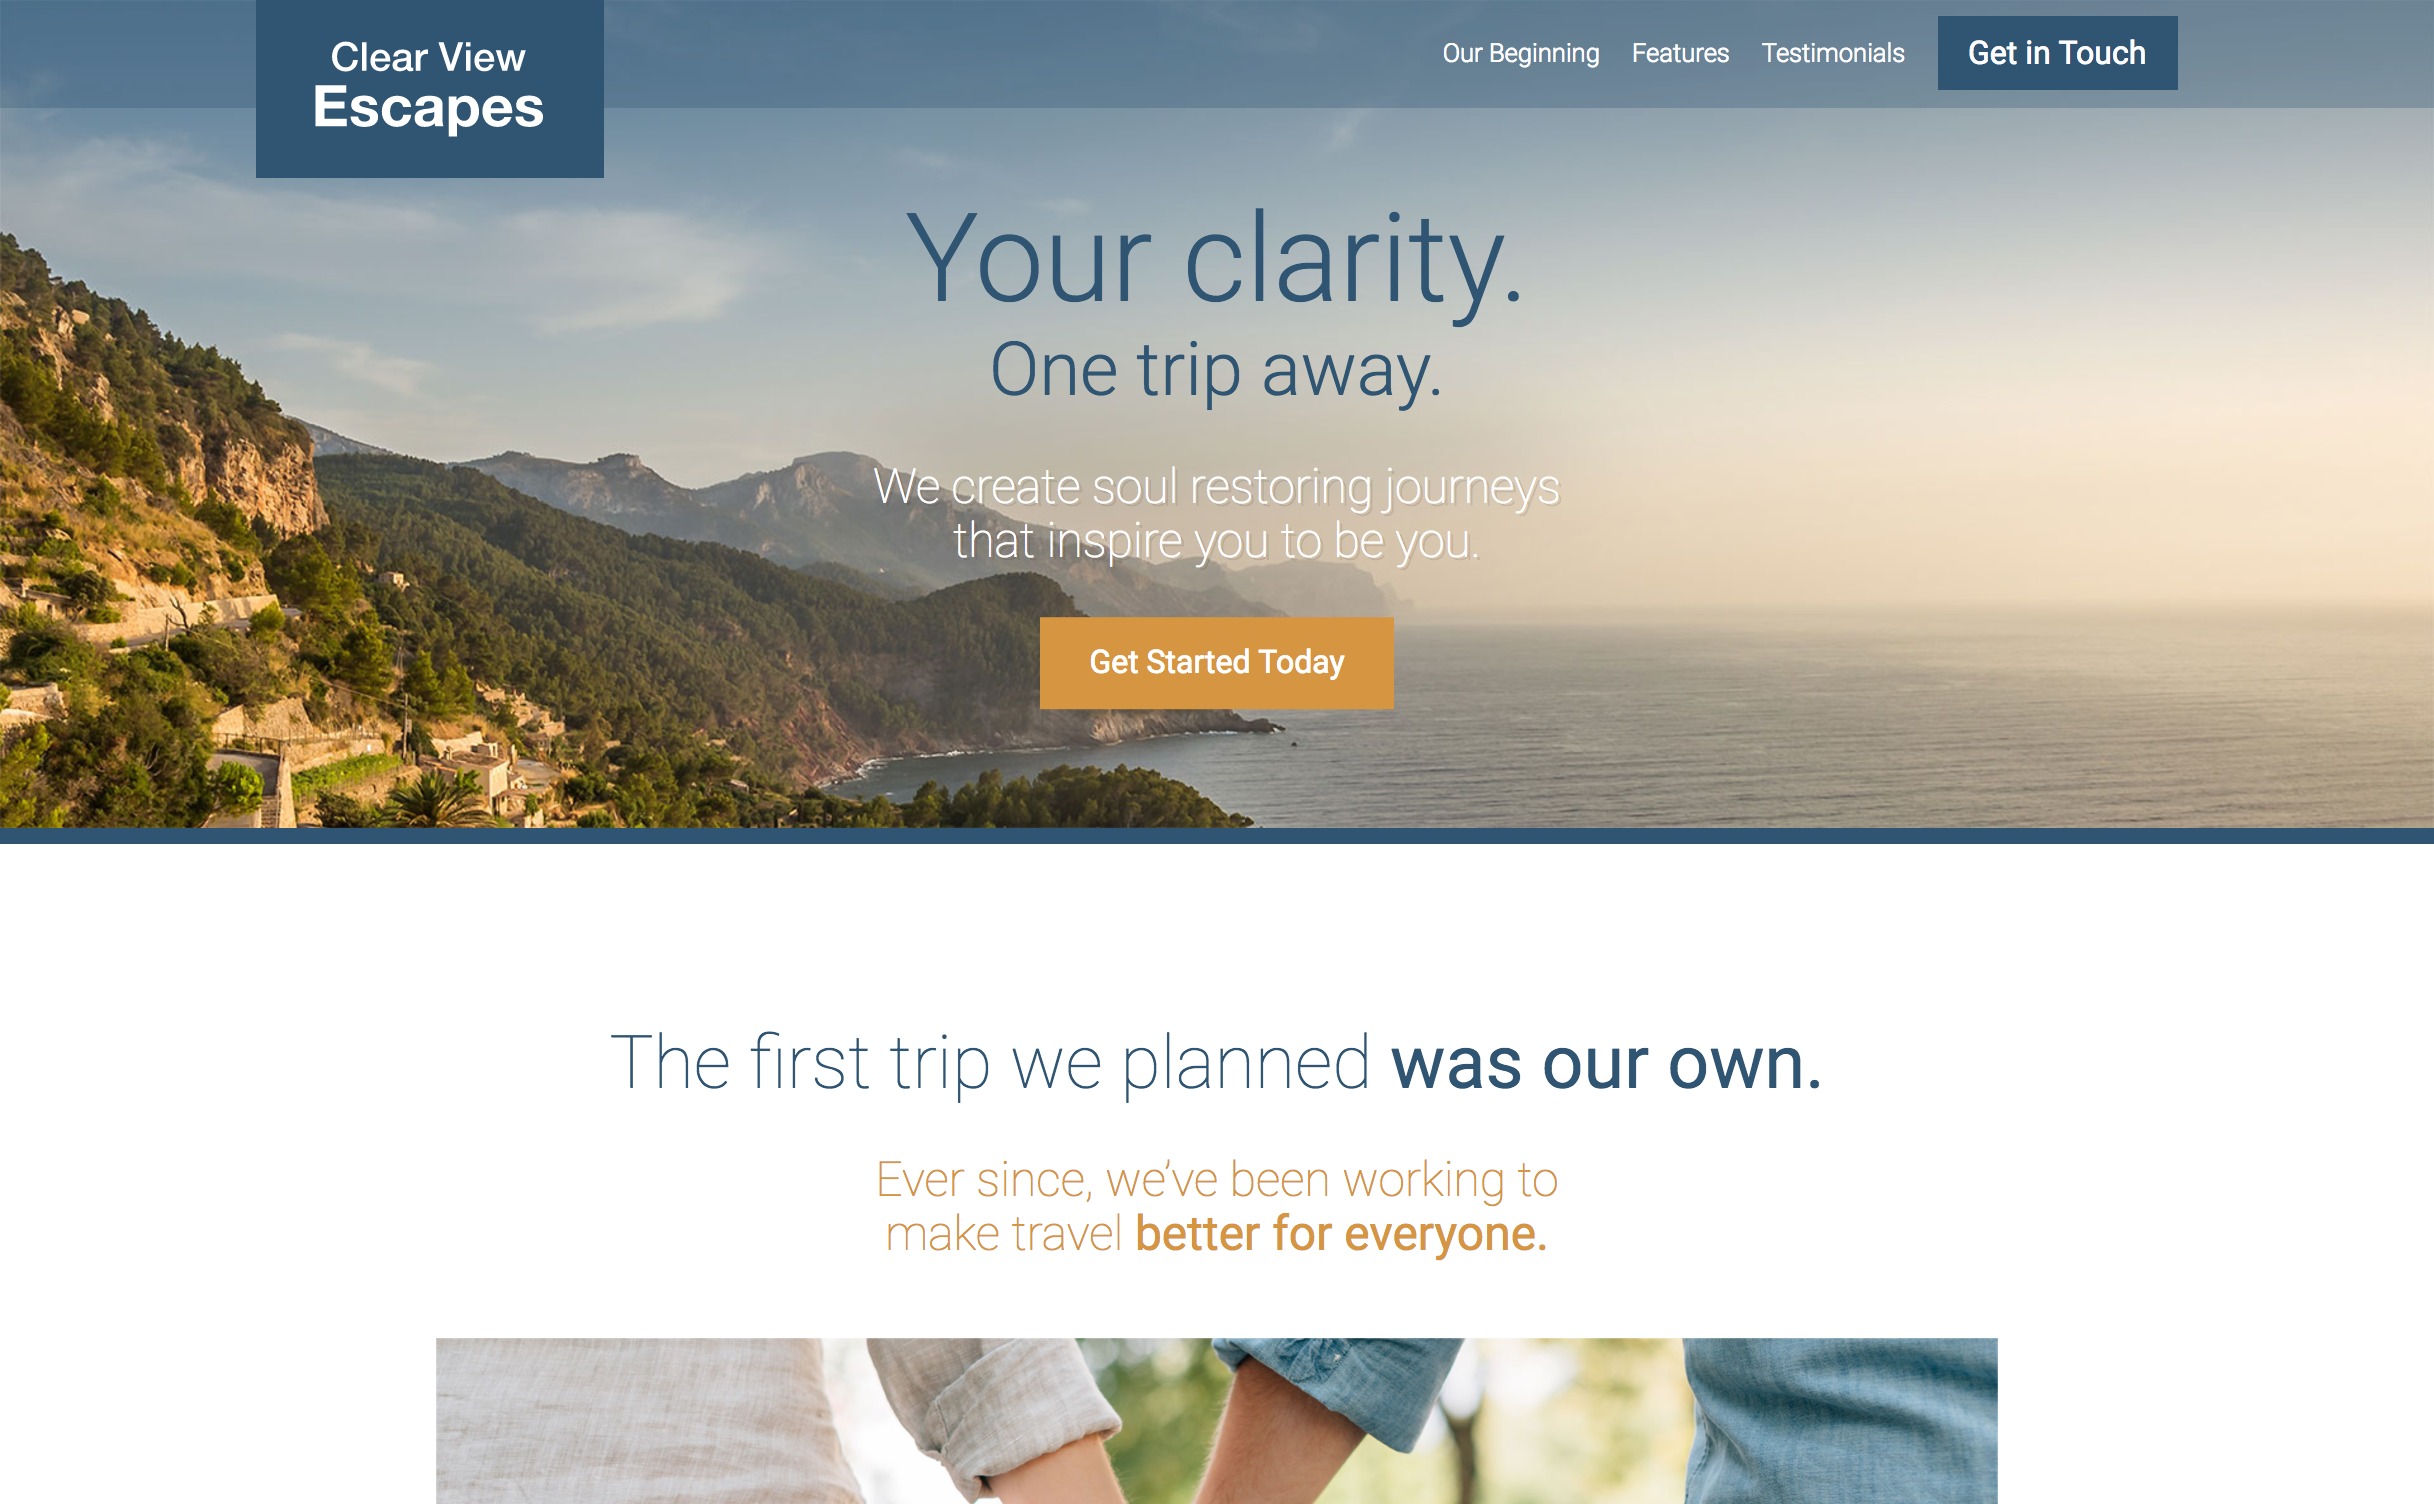 Clear View
Escapes
Our Beginning
Features
Testimonials
Get in Touch
Your clarity.
One trip away.
We create soul restoring journeys
that inspire you to be you.
Get Started Today
The first trip we planned was our own.
Ever since, we’ve been working to
make travel better for everyone.